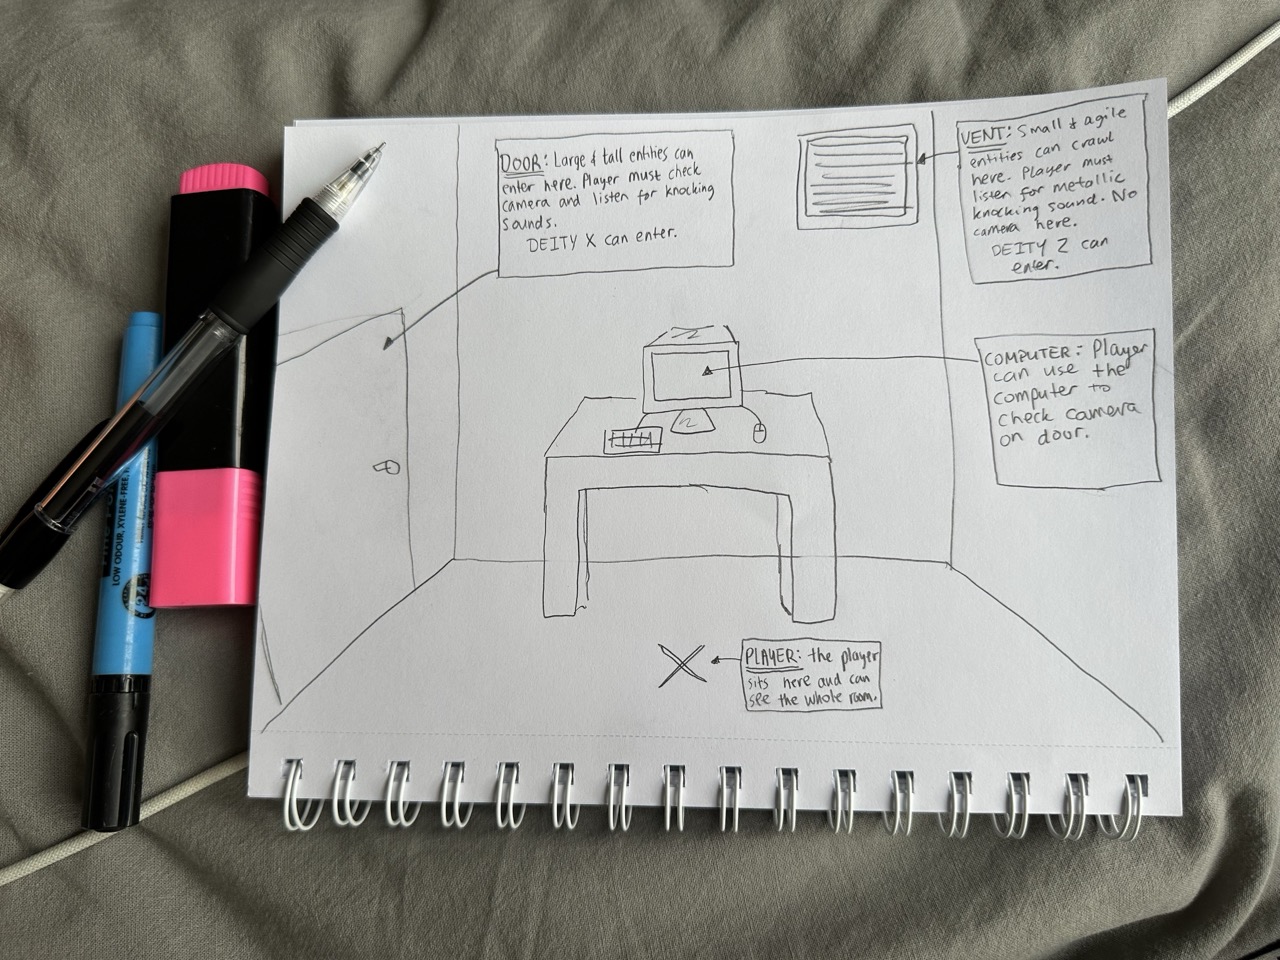 DOOR: Large & tall entities can
enter here. Player must check
camera and listen for knocking
sounds.
DEITY X can enter.
VENT: Small & agile
entities can crawl
here. Player must
listen for metallic
knocking sound. No
camera here.
DEITY Z can
enter.
COMPUTER: Player
can use the
computer to
check camera
on door.
PLAYER: the player
sits here and can
see the whole room.
LOW ODOUR, XYLENE-FREE,